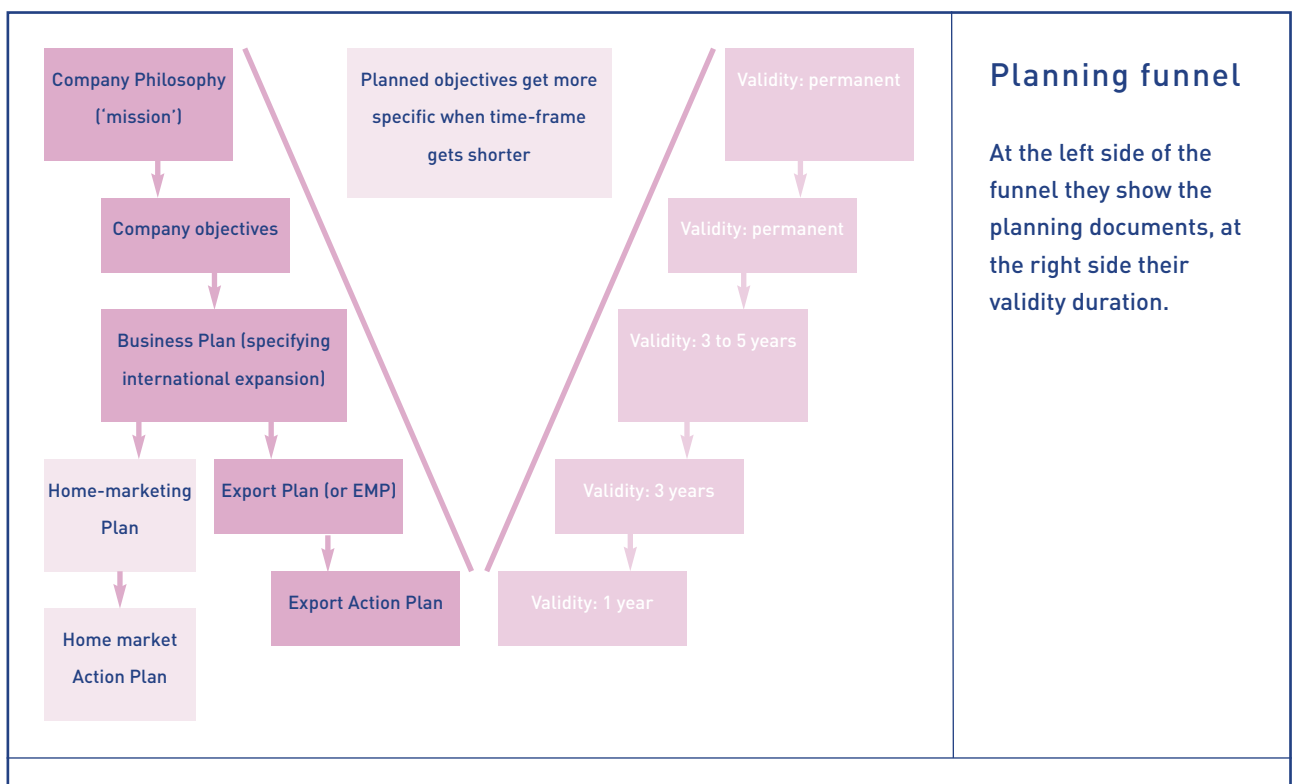 Company Philosophy
(‘mission’)
Company objectives
Business Plan (specifying
international expansion)
Home-marketing
Plan
Export Plan (or EMP)
Export Action Plan
Home market
Action Plan
Planned objectives get more
specific when time-frame
gets shorter
Validity: permanent
Validity: permanent
Validity: 3 to 5 years
Validity: 3 years
Validity: 1 year
Planning funnel
At the left side of the
funnel they show the
planning documents, at
the right side their
validity duration.